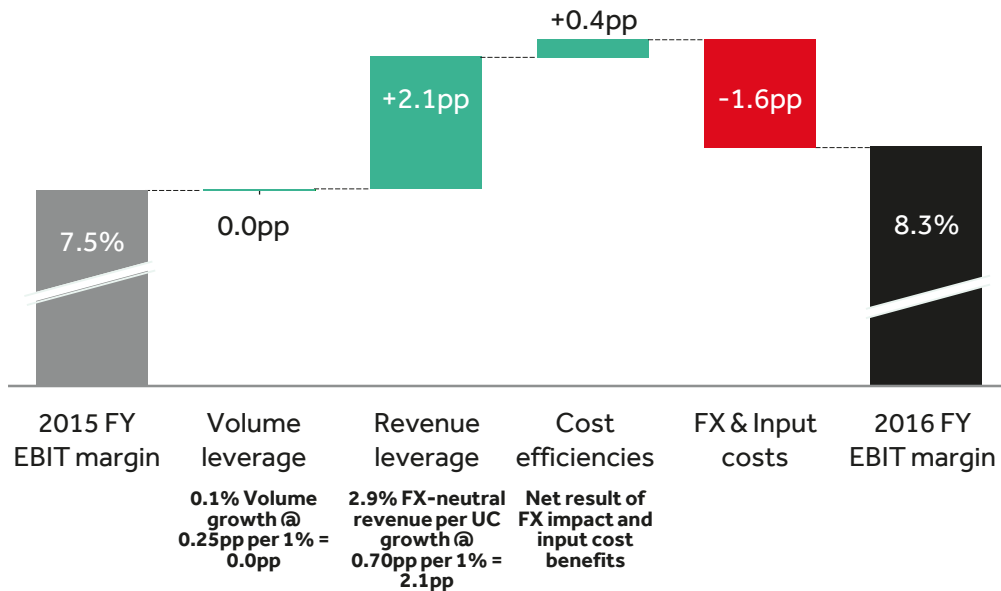 +0.4pp
+2.1pp
-1.6pp
0.0pp
7.5%
8.3%
2015 FY
EBIT margin
Volume
leverage
0.1% Volume
growth @
0.25pp per 1% =
0.0pp
Revenue
leverage
2.9% FX-neutral
revenue per UC
growth @
0.70pp per 1% =
2.1pp
Cost
efficiencies
Net result of
FX impact and
input cost
benefits
FX & Input
costs
2016 FY
EBIT margin